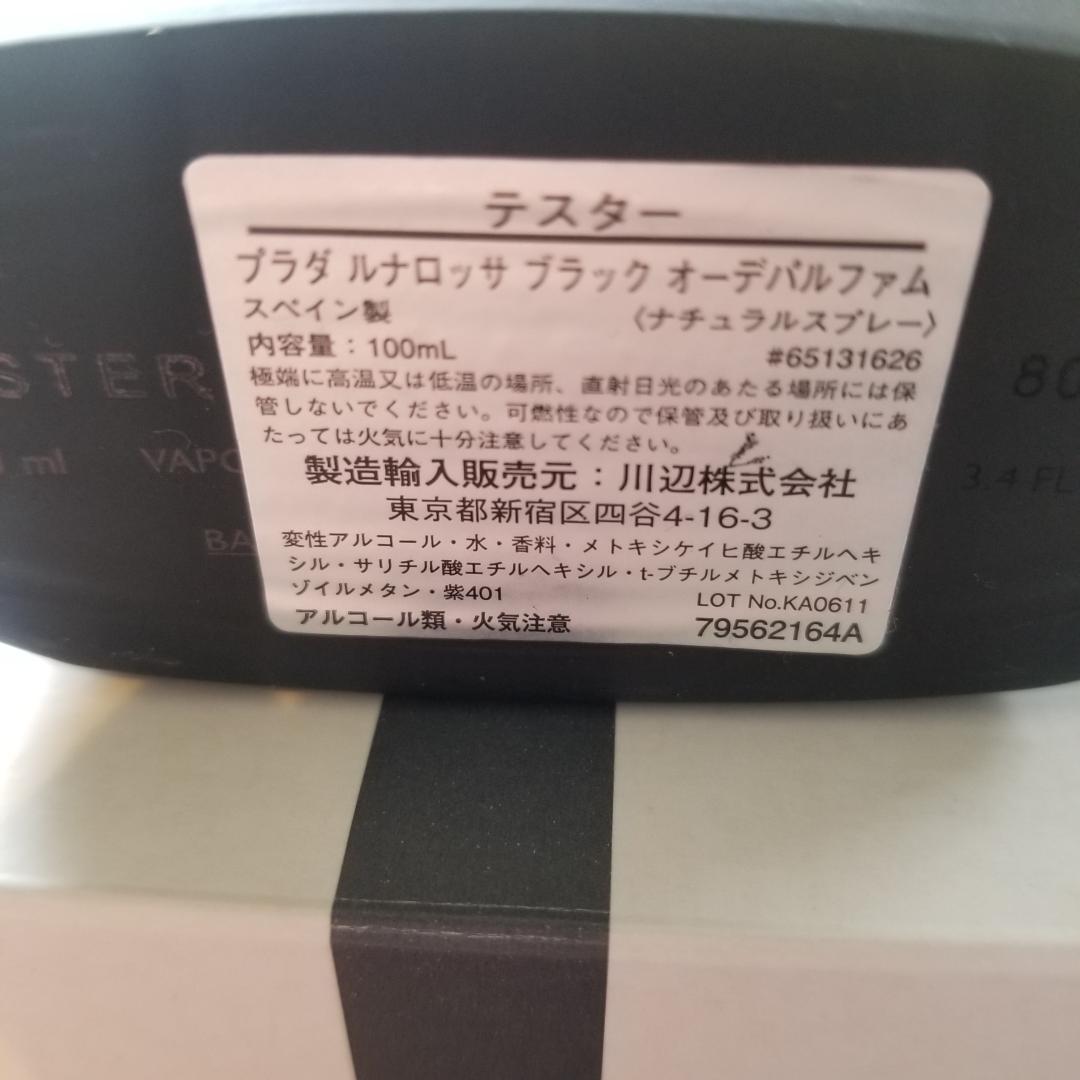 テスター
プラダ ルナロッサ ブラック オーデパルファム
スペイン製 〈ナチュラルスプレー〉
内容量：100mL #65131626
極端に高温又は低温の場所、直射日光のあたる場所には保
管しないでください。可燃性なので保管及び取り扱いにあ
たっては火気に十分注意してください。
製造輸入販売元：川辺株式会社
東京都新宿区四谷4-16-3
変性アルコール・水・香料・メトキシケイヒ酸エチルヘキ
シル・サリチル酸エチルヘキシル・t-ブチルメトキシジベン
ゾイルメタン・紫401
LOT No.KA0611
アルコール類・火気注意 79562164A
STER
80
ml VAPO
3.4 FL
BA